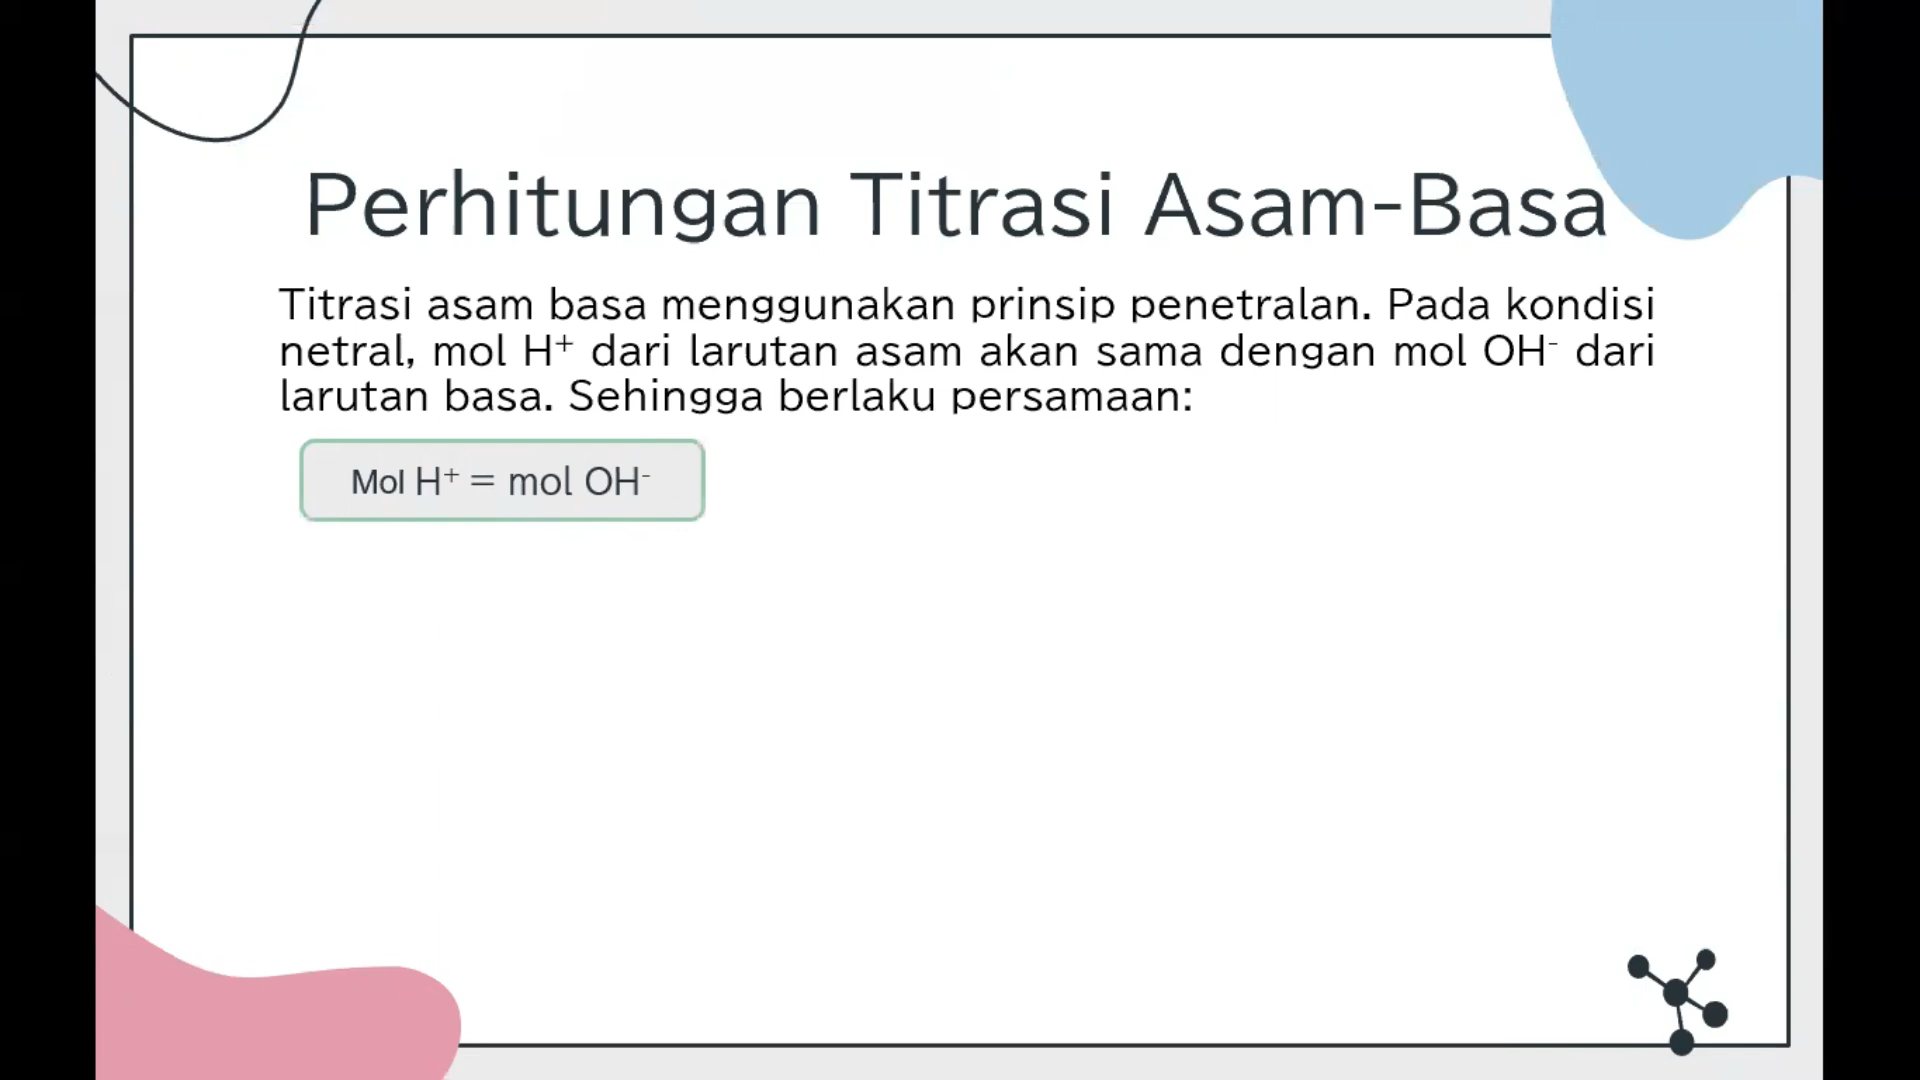 Perhitungan Titrasi Asam-Basa
Titrasi asam basa menggunakan prinsip penetralan. Pada kondisi
netral, mol H⁺ dari larutan asam akan sama dengan mol OH⁻ dari
larutan basa. Sehingga berlaku persamaan:
Mol H⁺ = mol OH⁻